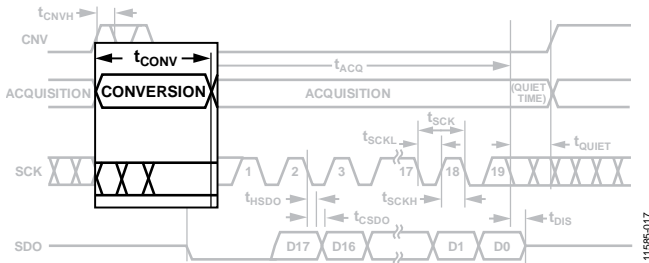 tCNVH
CNV
tCONV
tACQ
ACQUISITION
CONVERSION
ACQUISITION
(QUIET
TIME)
tSCK
tSCKL
tQUIET
SCK
1
2
3
17
18
19
tHSDO
tCSDO
tSCKH
tDIS
SDO
D17
D16
D1
D0
11585-017